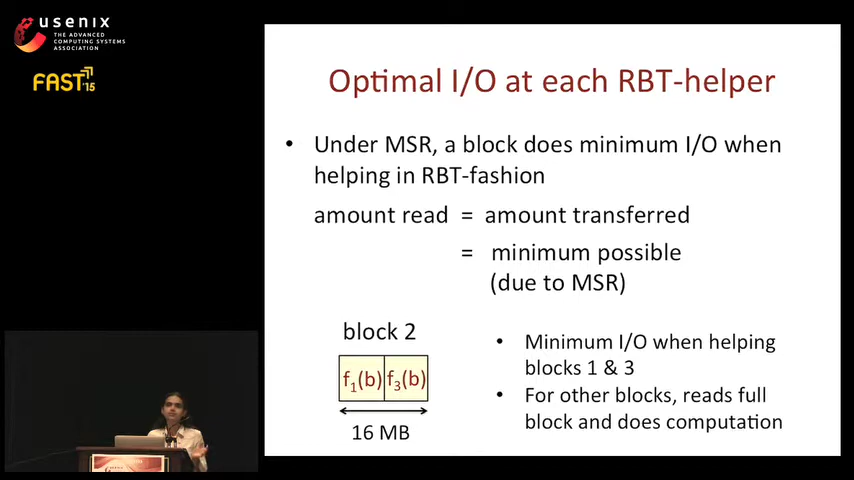 usenix
THE ADVANCED
COMPUTING SYSTEMS
ASSOCIATION
FAST '15
Optimal I/O at each RBT-helper
• Under MSR, a block does minimum I/O when
helping in RBT-fashion
amount read = amount transferred
= minimum possible
(due to MSR)
block 2
f1(b) f3(b)
16 MB
• Minimum I/O when helping
blocks 1 & 3
• For other blocks, reads full
block and does computation